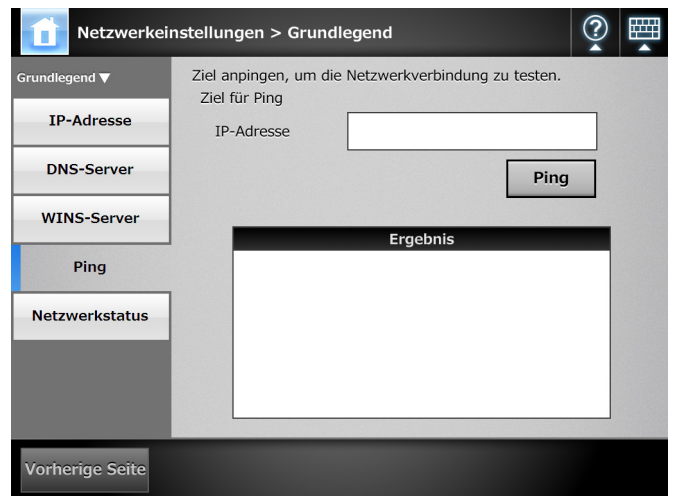 Netzwerkeinstellungen > Grundlegend
Grundlegend ▼
Ziel anpingen, um die Netzwerkverbindung zu testen.
Ziel für Ping
IP-Adresse
IP-Adresse
DNS-Server
Ping
WINS-Server
Ergebnis
Ping
Netzwerkstatus
Vorherige Seite